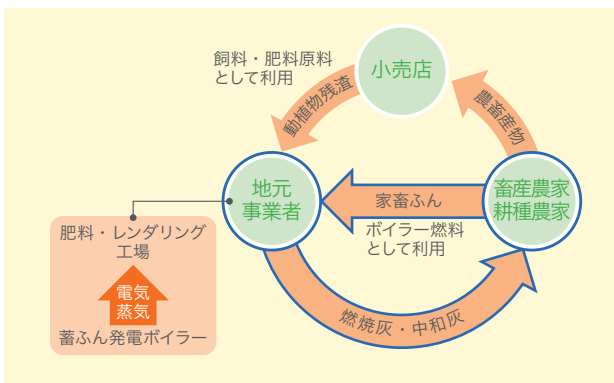 飼料・肥料原料
として利用
小売店
動植物残渣
農畜産物
地元
事業者
家畜ふん
畜産農家
耕種農家
ボイラー燃料
として利用
肥料・レンダリング
工場
電気
蒸気
蓄ふん発電ボイラー
燃焼灰・中和灰